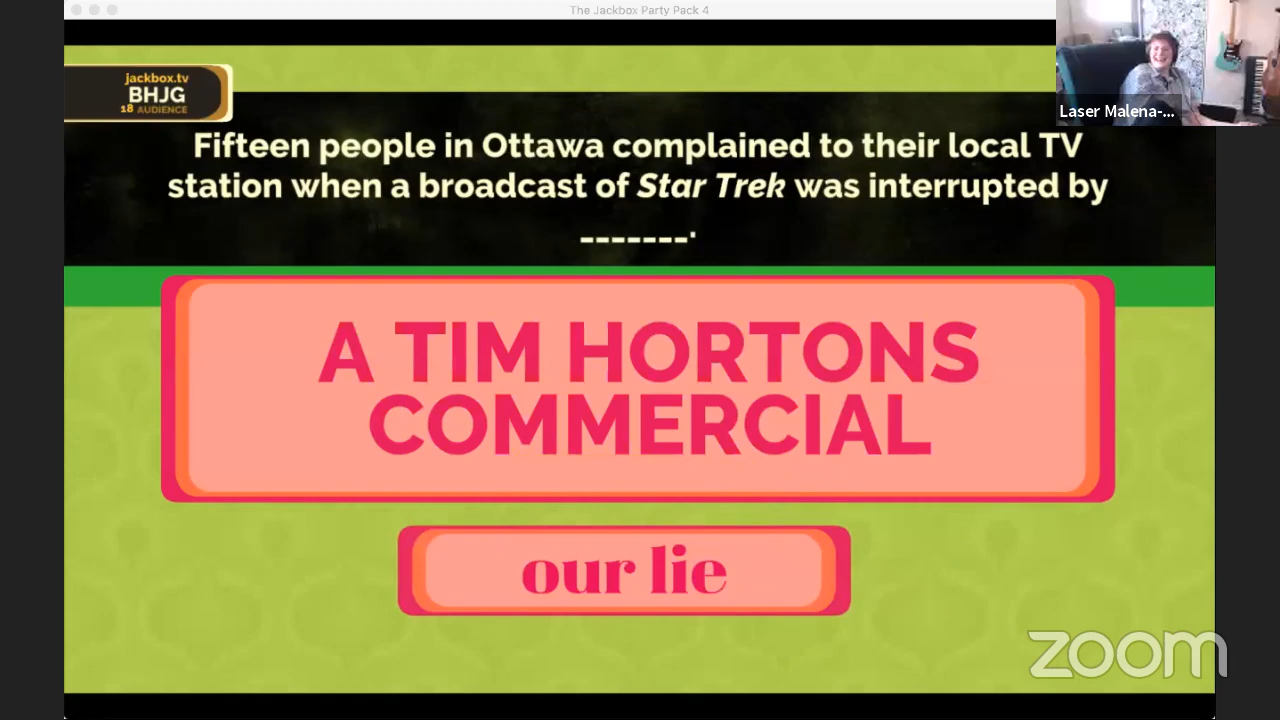 The Jackbox Party Pack 4
jackbox.tv
BHJG
18 AUDIENCE
Laser Malena-...
Fifteen people in Ottawa complained to their local TV
station when a broadcast of Star Trek was interrupted by
_______.
A TIM HORTONS
COMMERCIAL
our lie
zoom